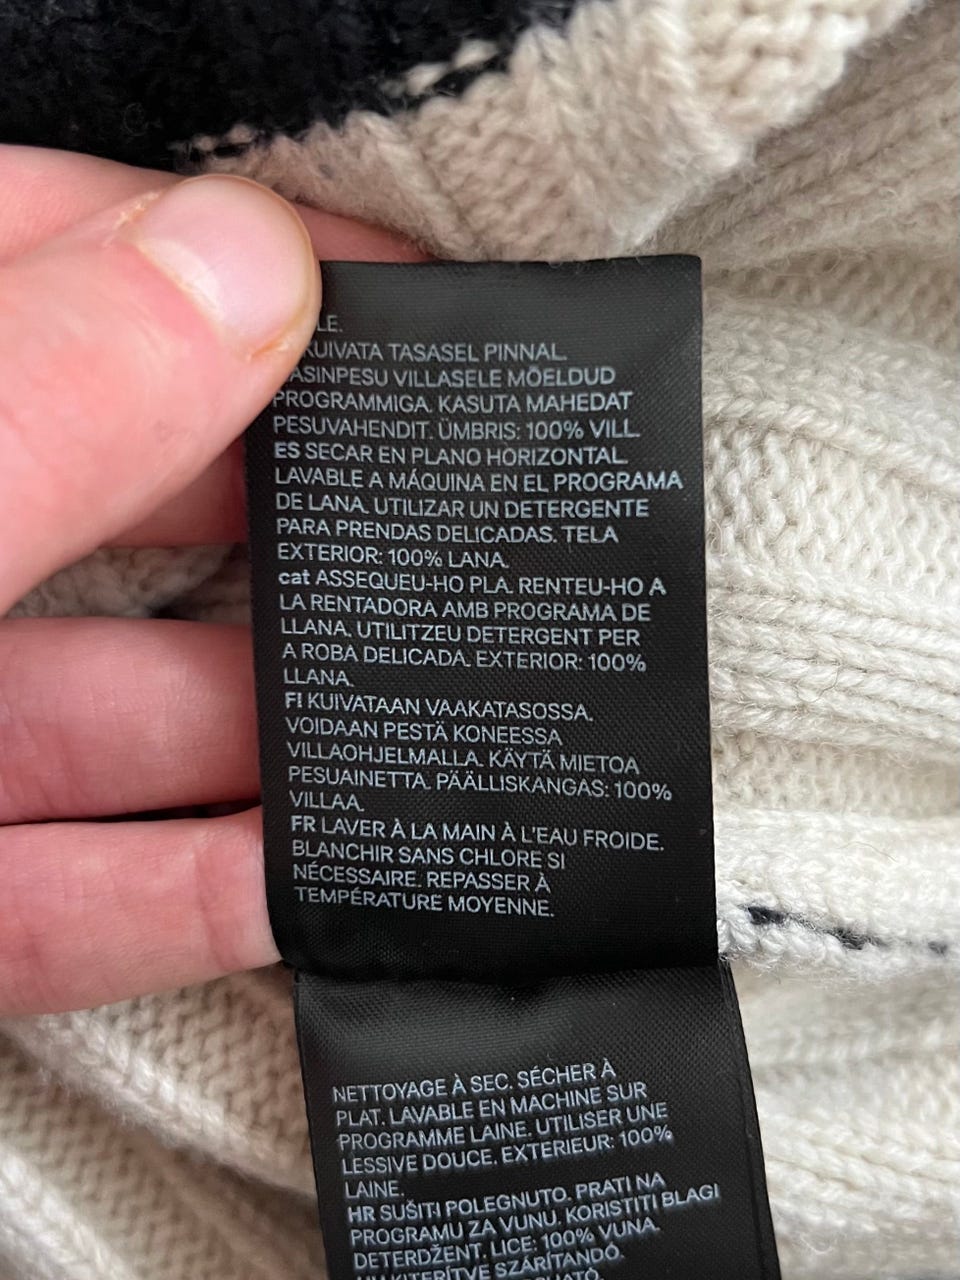 LE.
KUIVATA TASASEL PINNAL.
MASINPESU VILLASELE MÕELDUD
PROGRAMMIGA. KASUTA MAHEDAT
PESUVAHENDIT. ÜMBRIS: 100% VILL.
ES SECAR EN PLANO HORIZONTAL.
LAVABLE A MÁQUINA EN EL PROGRAMA
DE LANA. UTILIZAR UN DETERGENTE
PARA PRENDAS DELICADAS. TELA
EXTERIOR: 100% LANA.
cat ASSEQUEU-HO PLA. RENTEU-HO A
LA RENTADORA AMB PROGRAMA DE
LLANA. UTILITZEU DETERGENT PER
A ROBA DELICADA. EXTERIOR: 100%
LLANA.
FI KUIVATAAN VAAKATASOSSA.
VOIDAAN PESTÄ KONEESSA
VILLAOHJELMALLA. KÄYTÄ MIETOA
PESUAINETTA. PÄÄLLISKANGAS: 100%
VILLAA.
FR LAVER À LA MAIN À L'EAU FROIDE.
BLANCHIR SANS CHLORE SI
NÉCESSAIRE. REPASSER À
TEMPÉRATURE MOYENNE.
NETTOYAGE À SEC. SÉCHER À
PLAT. LAVABLE EN MACHINE SUR
PROGRAMME LAINE. UTILISER UNE
LESSIVE DOUCE. EXTERIEUR: 100%
LAINE.
HR SUŠITI POLEGNUTO. PRATI NA
PROGRAMU ZA VUNU. KORISTITI BLAGI
DETERDŽENT. LICE: 100% VUNA.
HU KITERÍTVE SZÁRÍTANDÓ.